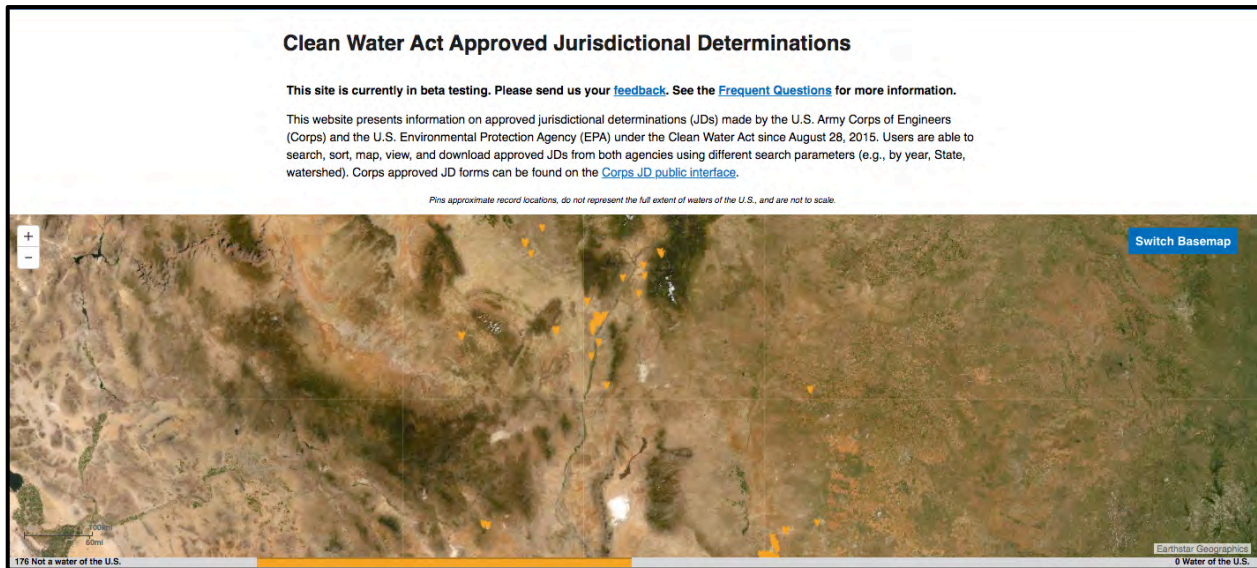 Clean Water Act Approved Jurisdictional Determinations
This site is currently in beta testing. Please send us your feedback. See the Frequent Questions for more information.
This website presents information on approved jurisdictional determinations (JDs) made by the U.S. Army Corps of Engineers
(Corps) and the U.S. Environmental Protection Agency (EPA) under the Clean Water Act since August 28, 2015. Users are able to
search, sort, map, view, and download approved JDs from both agencies using different search parameters (e.g., by year, State,
watershed). Corps approved JD forms can be found on the Corps JD public interface.
Pins approximate record locations, do not represent the full extent of waters of the U.S., and are not to scale.
+
−
Switch Basemap
100km
60mi
Earthstar Geographics
176 Not a water of the U.S.
0 Water of the U.S.